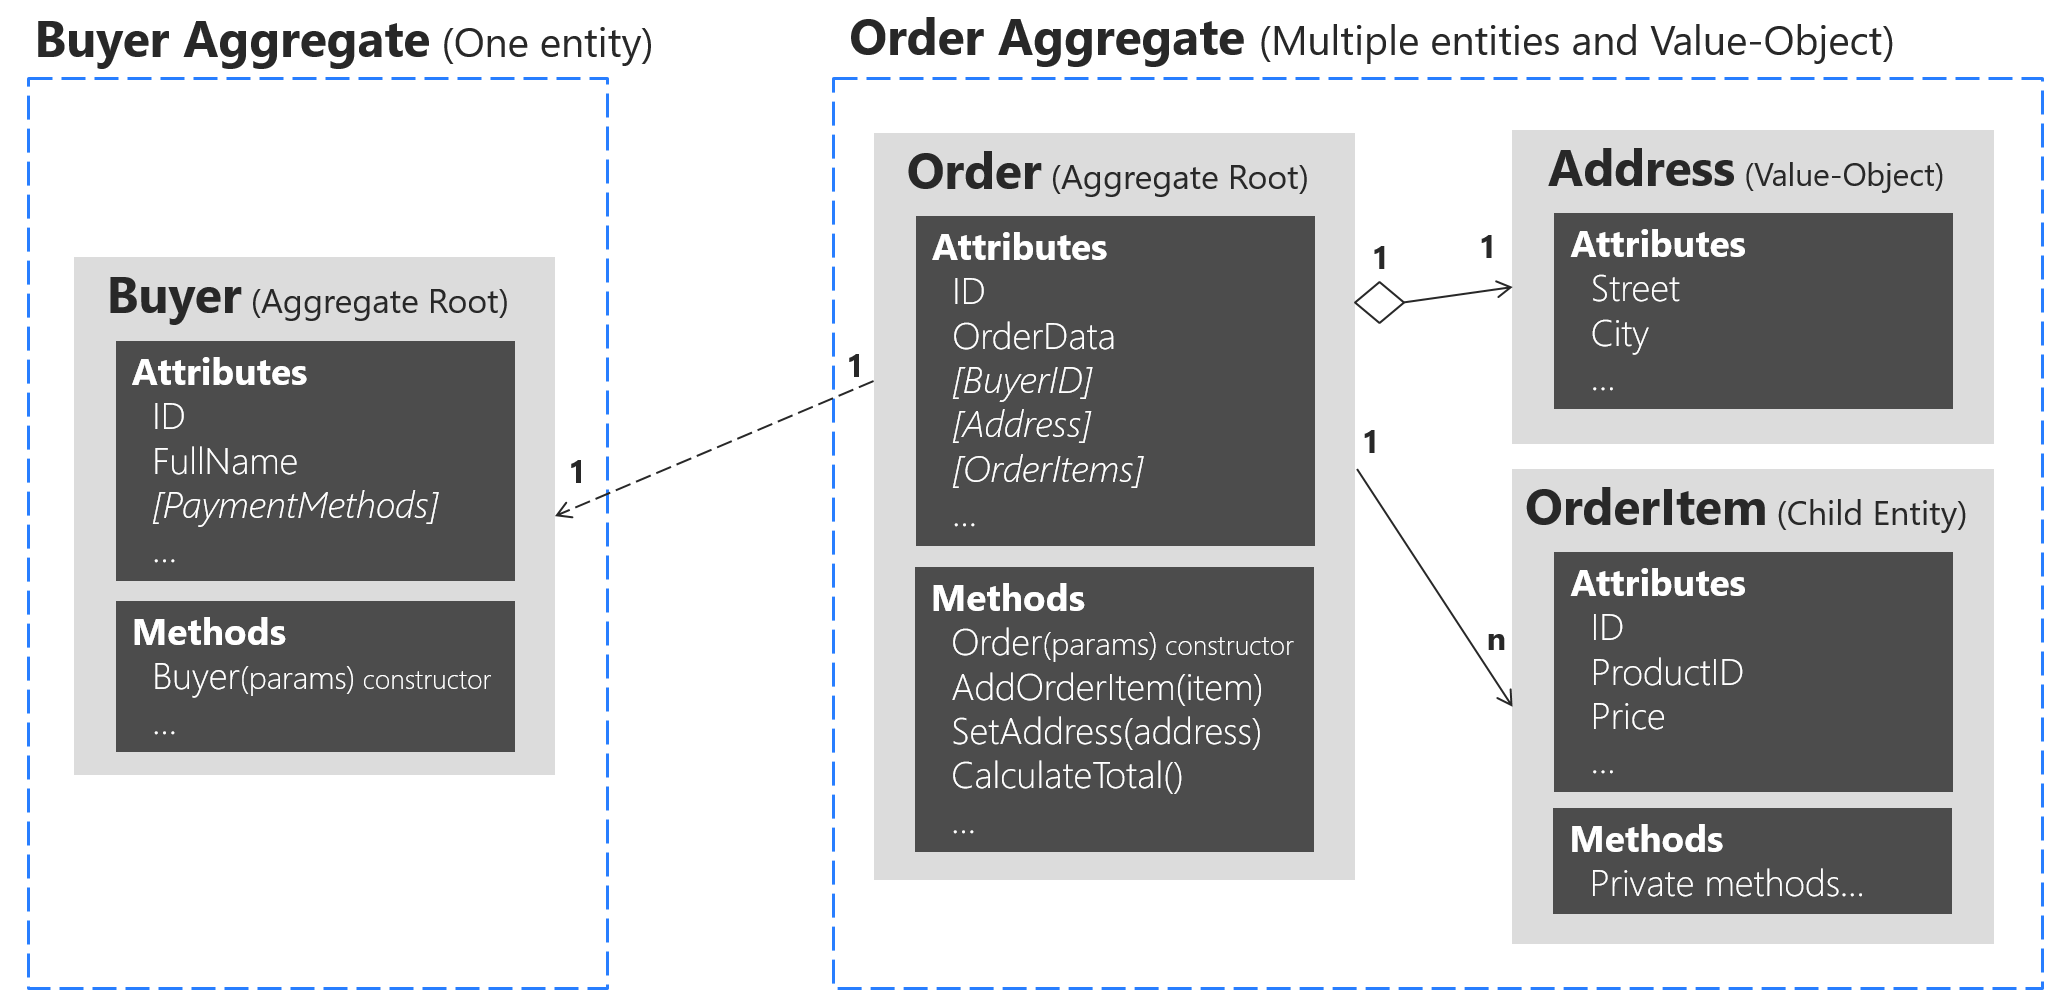 Buyer Aggregate (One entity)
Buyer (Aggregate Root)
Attributes
ID
FullName
[PaymentMethods]
...
Methods
Buyer(params) constructor
...
1
1
Order Aggregate (Multiple entities and Value-Object)
Order (Aggregate Root)
Attributes
ID
OrderData
[BuyerID]
[Address]
[OrderItems]
...
Methods
Order(params) constructor
AddOrderItem(item)
SetAddress(address)
CalculateTotal()
...
1
1
1
n
Address (Value-Object)
Attributes
Street
City
...
OrderItem (Child Entity)
Attributes
ID
ProductID
Price
...
Methods
Private methods...